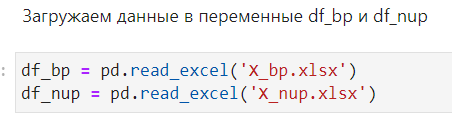 Загружаем данные в переменные df_bp и df_nup
:
df_bp = pd.read_excel('X_bp.xlsx')
df_nup = pd.read_excel('X_nup.xlsx')